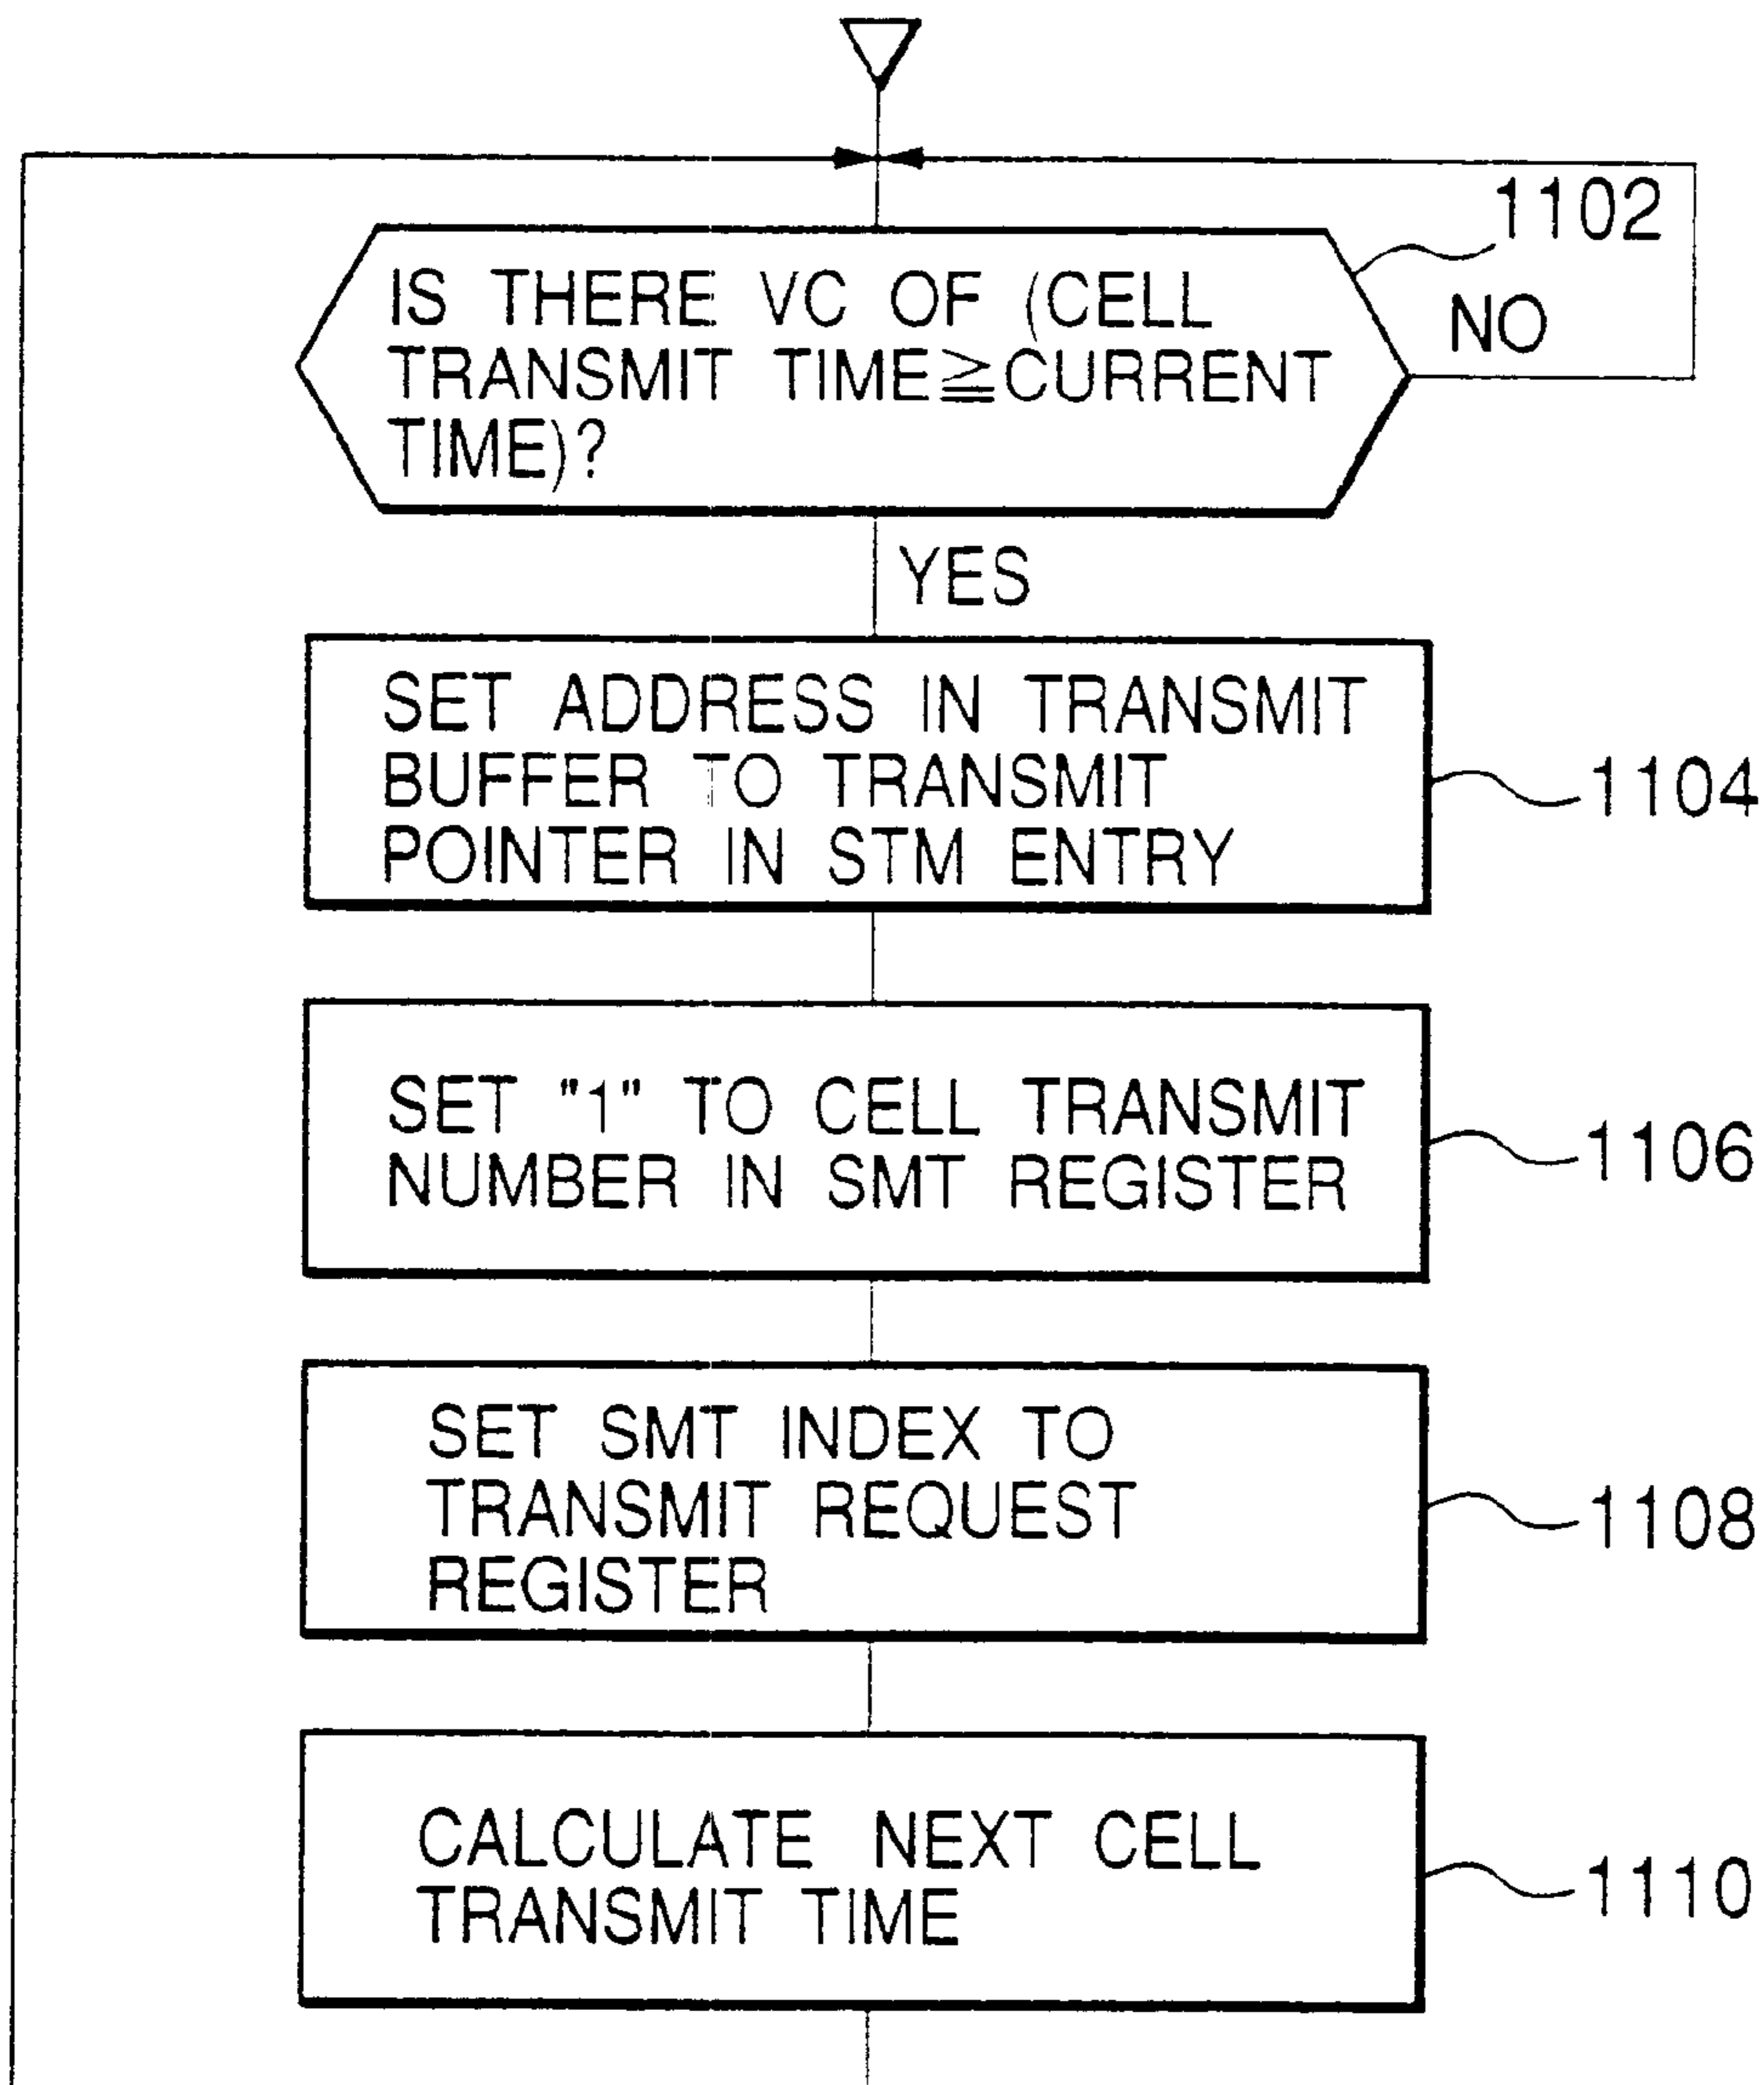 1102
IS THERE VC OF (CELL
TRANSMIT TIME≧CURRENT
TIME)?
NO
YES
SET ADDRESS IN TRANSMIT
BUFFER TO TRANSMIT
POINTER IN STM ENTRY
1104
SET "1" TO CELL TRANSMIT
NUMBER IN SMT REGISTER
1106
SET SMT INDEX TO
TRANSMIT REQUEST
REGISTER
1108
CALCULATE NEXT CELL
TRANSMIT TIME
1110